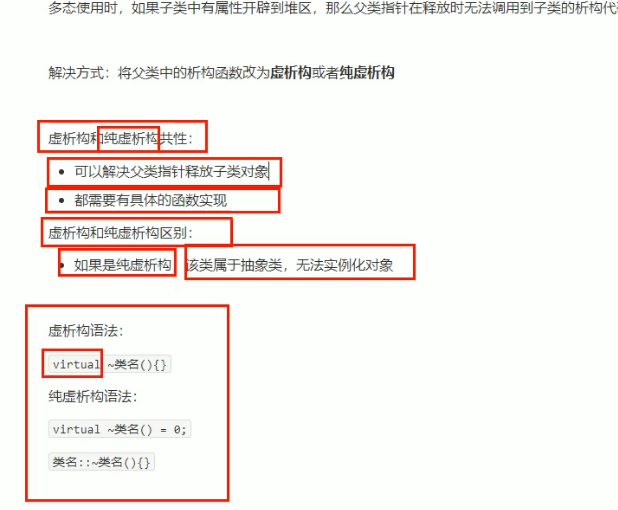 多态使用时，如果子类中有属性开辟到堆区，那么父类指针在释放时无法调用到子类的析构代
解决方式：将父类中的析构函数改为虚析构或者纯虚析构
虚析构和纯虚析构共性：
可以解决父类指针释放子类对象
都需要有具体的函数实现
虚析构和纯虚析构区别：
如果是纯虚析构 该类属于抽象类，无法实例化对象
虚析构语法：
virtual ~类名(){}
纯虚析构语法：
virtual ~类名() = 0;
类名::~类名(){}